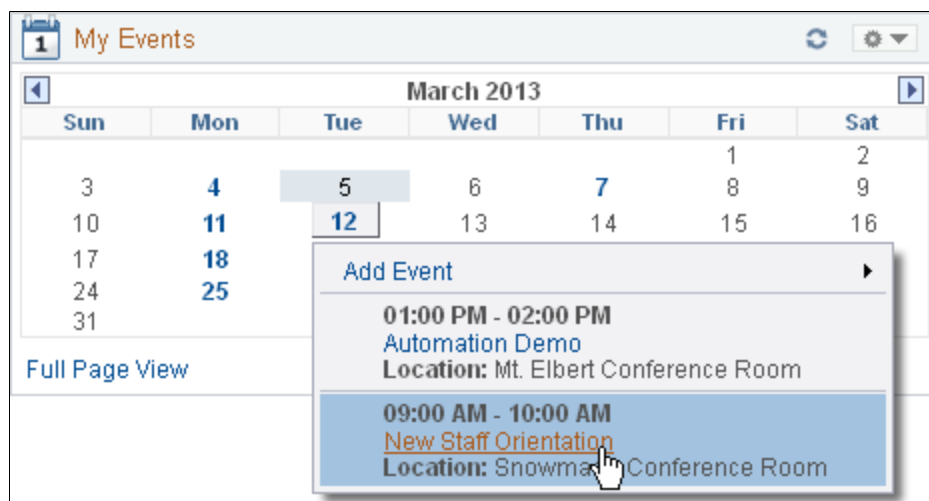 1 My Events
March 2013
Sun Mon Tue Wed Thu Fri Sat
1 2
3 4 5 6 7 8 9
10 11 12 13 14 15 16
17 18
24 25
31
Add Event
01:00 PM - 02:00 PM
Automation Demo
Location: Mt. Elbert Conference Room
Full Page View
09:00 AM - 10:00 AM
New Staff Orientation
Location: Conference Room